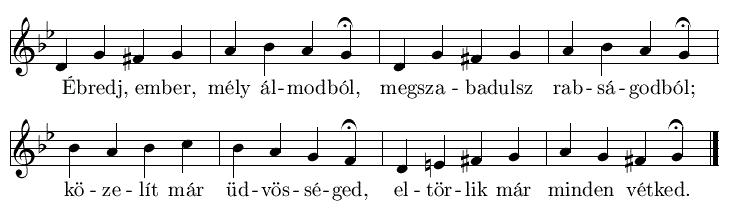 Ébredj, ember, mély ál-modból, megsza-badulsz rab-sá-godból;
kö-ze-lít már üd-vös-sé-ged, el-tör-lik már minden vétked.